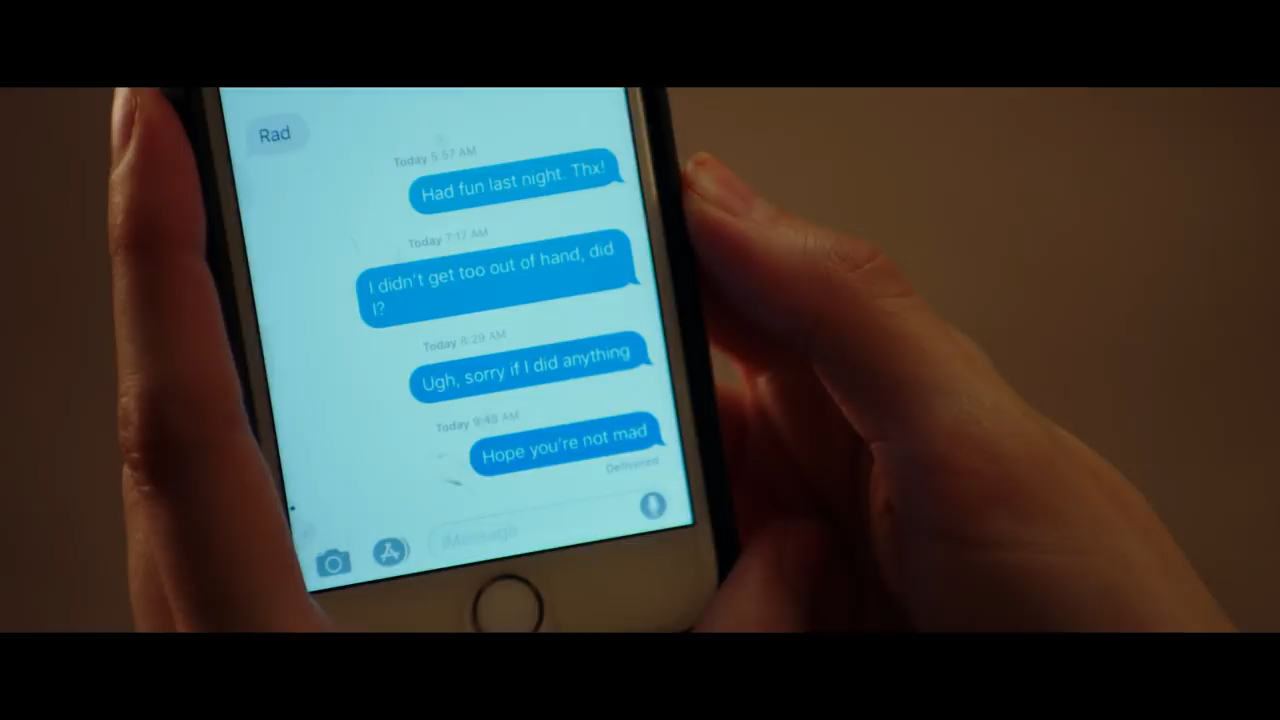 Rad
Today 5:57 AM
Had fun last night. Thx!
Today 7:17 AM
I didn't get too out of hand, did
I?
Today 8:29 AM
Ugh, sorry if I did anything
Today 9:48 AM
Hope you're not mad
Delivered
iMessage